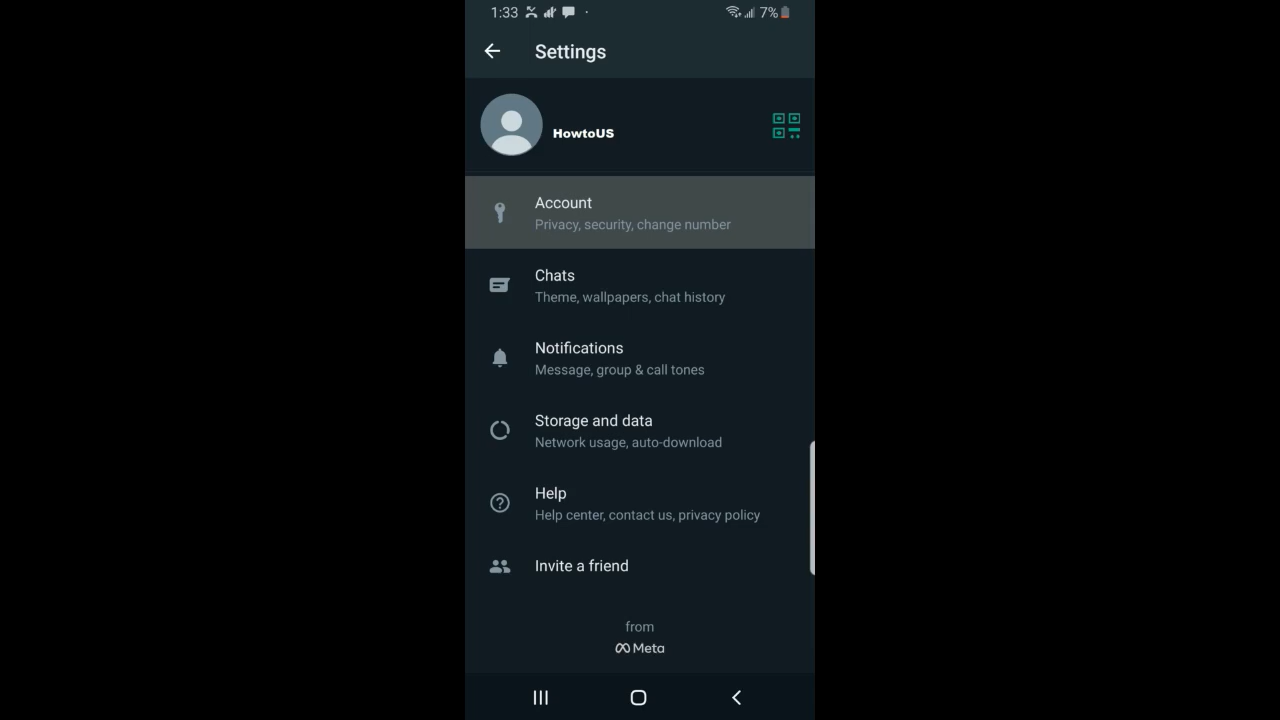 1:33 7%
Settings
HowtoUS
Account
Privacy, security, change number
Chats
Theme, wallpapers, chat history
Notifications
Message, group & call tones
Storage and data
Network usage, auto-download
Help
Help center, contact us, privacy policy
Invite a friend
from
Meta